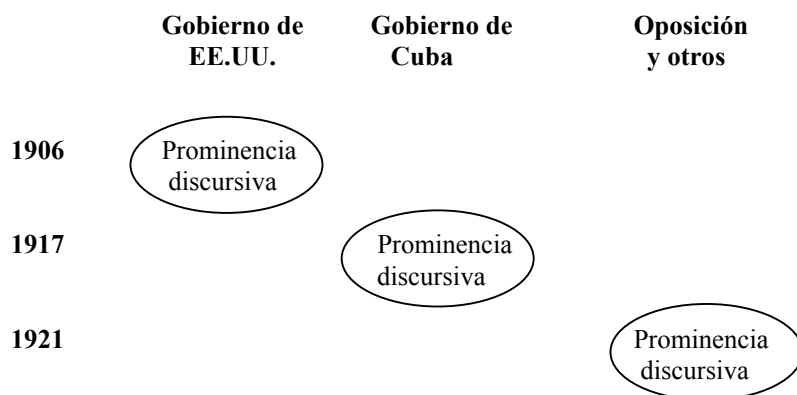 Gobierno de Gobierno de Oposición
EE.UU. Cuba y otros
1906 Prominencia
discursiva
1917 Prominencia
discursiva
1921 Prominencia
discursiva